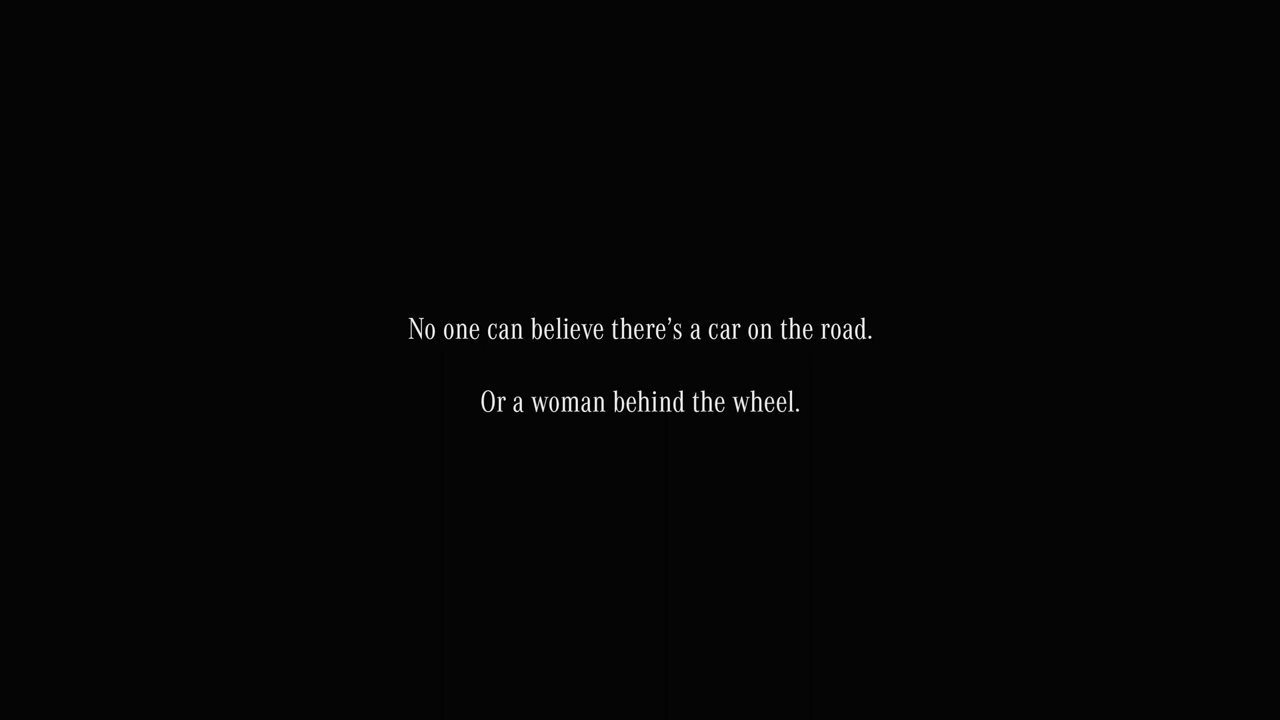 No one can believe there’s a car on the road.
Or a woman behind the wheel.